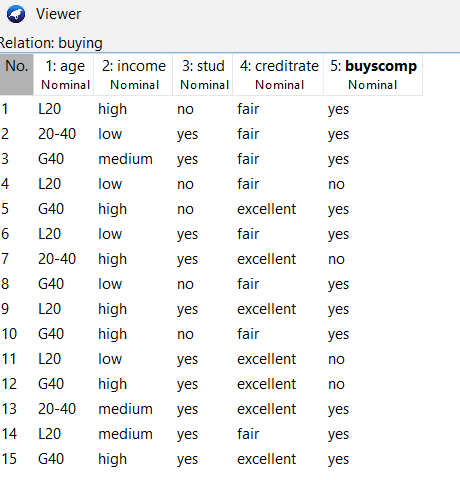 Viewer
Relation: buying
No. 1: age 2: income 3: stud 4: creditrate 5: buyscomp
Nominal Nominal Nominal Nominal Nominal
1 L20 high no fair yes
2 20-40 low yes fair yes
3 G40 medium yes fair yes
4 L20 low no fair no
5 G40 high no excellent yes
6 L20 low yes fair yes
7 20-40 high yes excellent no
8 G40 low no fair yes
9 L20 high yes excellent yes
10 G40 high no fair yes
11 L20 low yes excellent no
12 G40 high yes excellent no
13 20-40 medium yes excellent yes
14 L20 medium yes fair yes
15 G40 high yes excellent yes